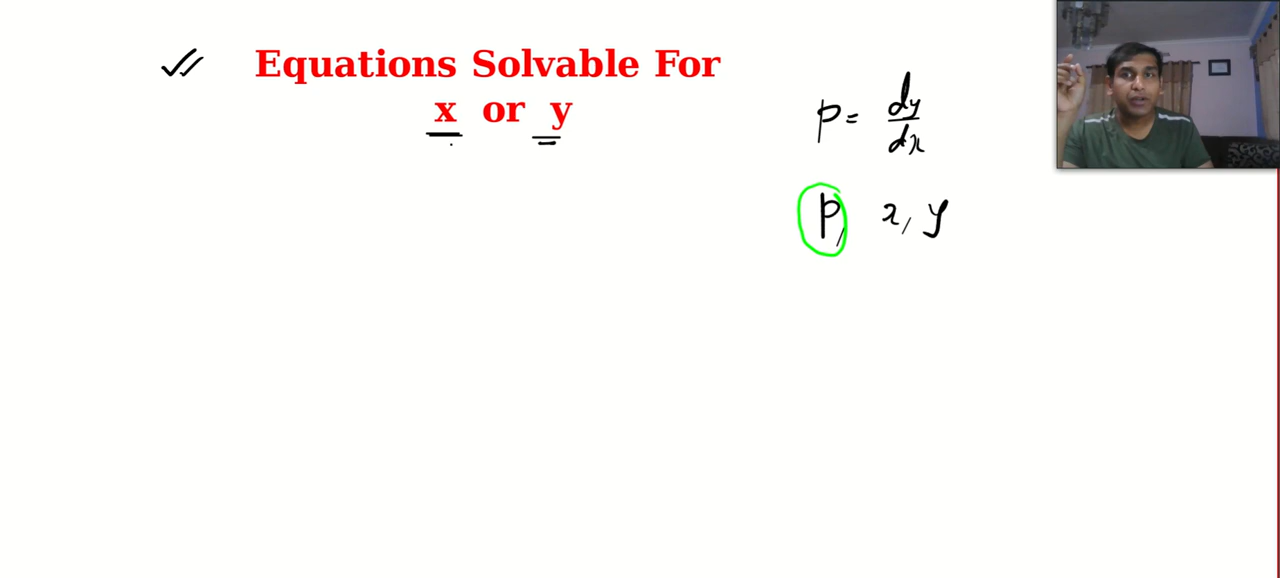 Equations Solvable For
x or y
p = dy/dx
p, x, y